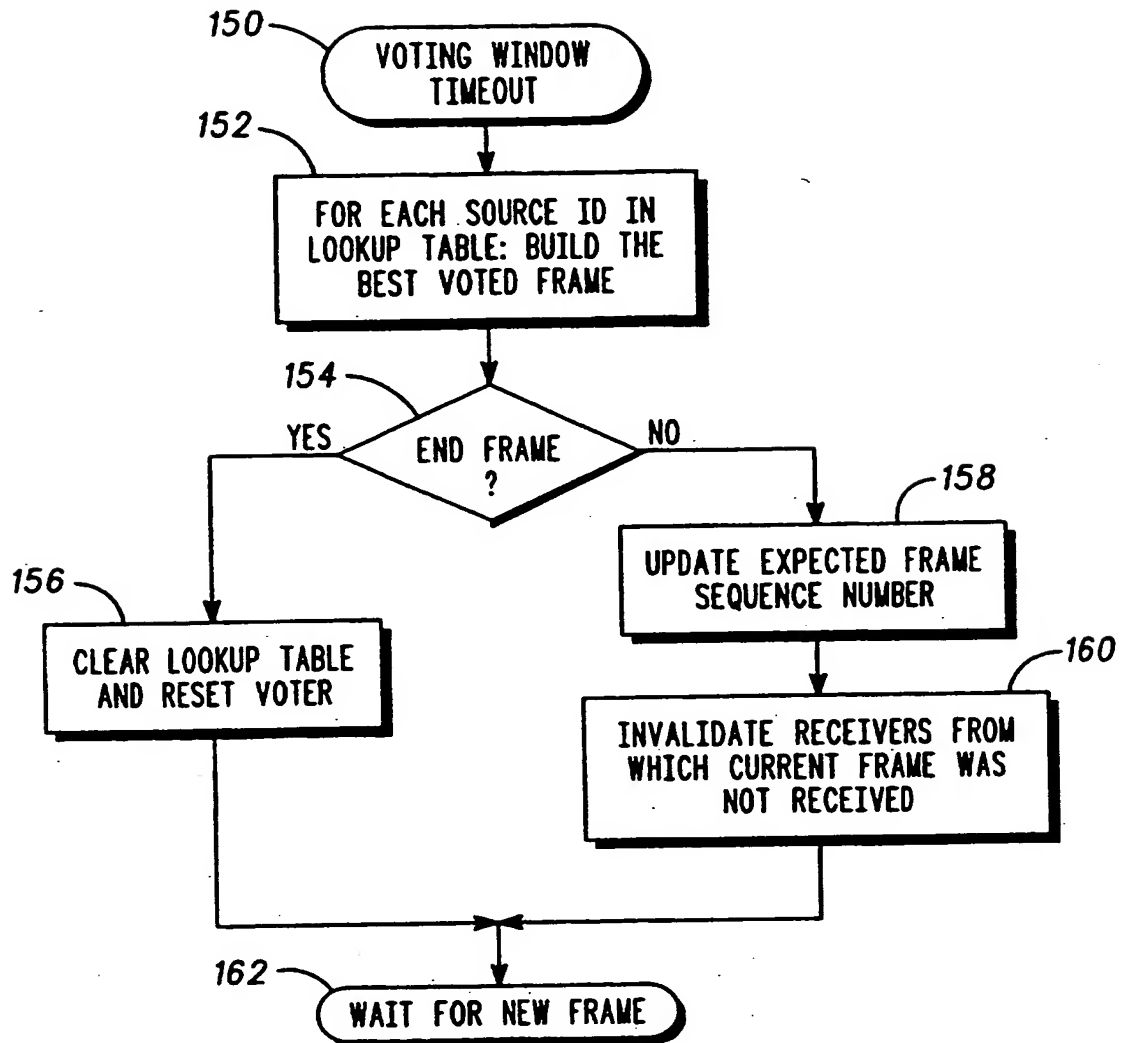 150
VOTING WINDOW
TIMEOUT
152
FOR EACH SOURCE ID IN
LOOKUP TABLE: BUILD THE
BEST VOTED FRAME
154
YES
END FRAME
?
NO
158
UPDATE EXPECTED FRAME
SEQUENCE NUMBER
156
CLEAR LOOKUP TABLE
AND RESET VOTER
160
INVALIDATE RECEIVERS FROM
WHICH CURRENT FRAME WAS
NOT RECEIVED
162
WAIT FOR NEW FRAME